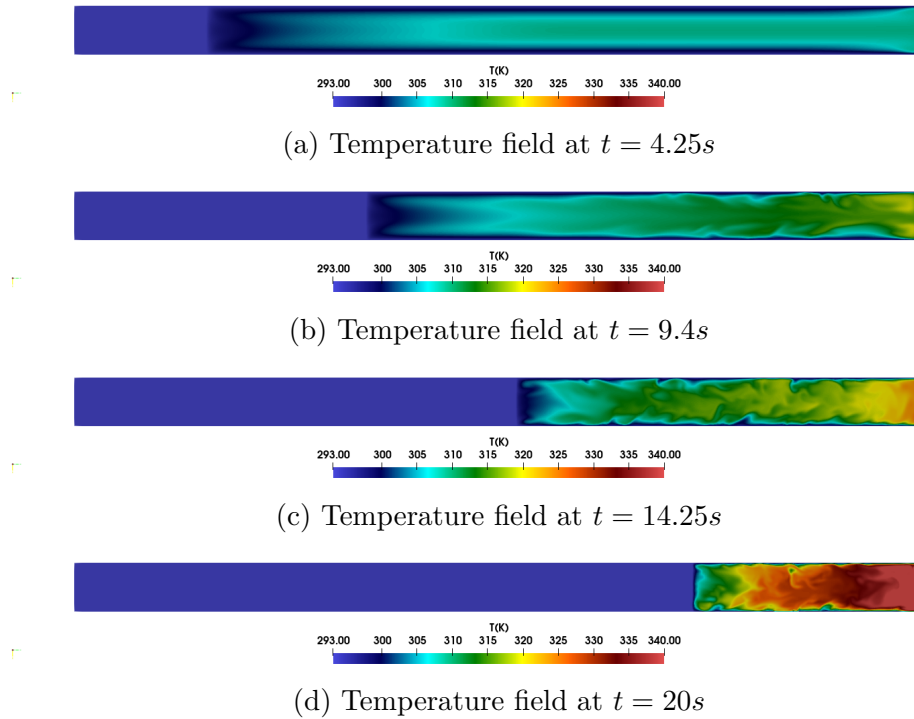 T(K)
293.00 300 305 310 315 320 325 330 335 340.00
(a) Temperature field at t = 4.25s
T(K)
293.00 300 305 310 315 320 325 330 335 340.00
(b) Temperature field at t = 9.4s
T(K)
293.00 300 305 310 315 320 325 330 335 340.00
(c) Temperature field at t = 14.25s
T(K)
293.00 300 305 310 315 320 325 330 335 340.00
(d) Temperature field at t = 20s